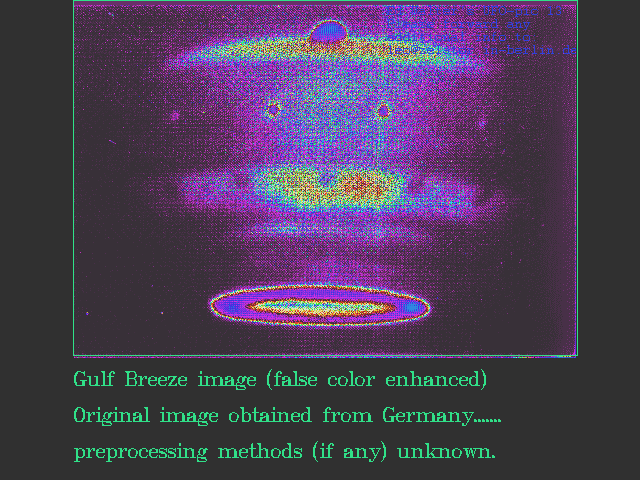 Gulf Breeze image (false color enhanced)
Original image obtained from Germany.......
preprocessing methods (if any) unknown.